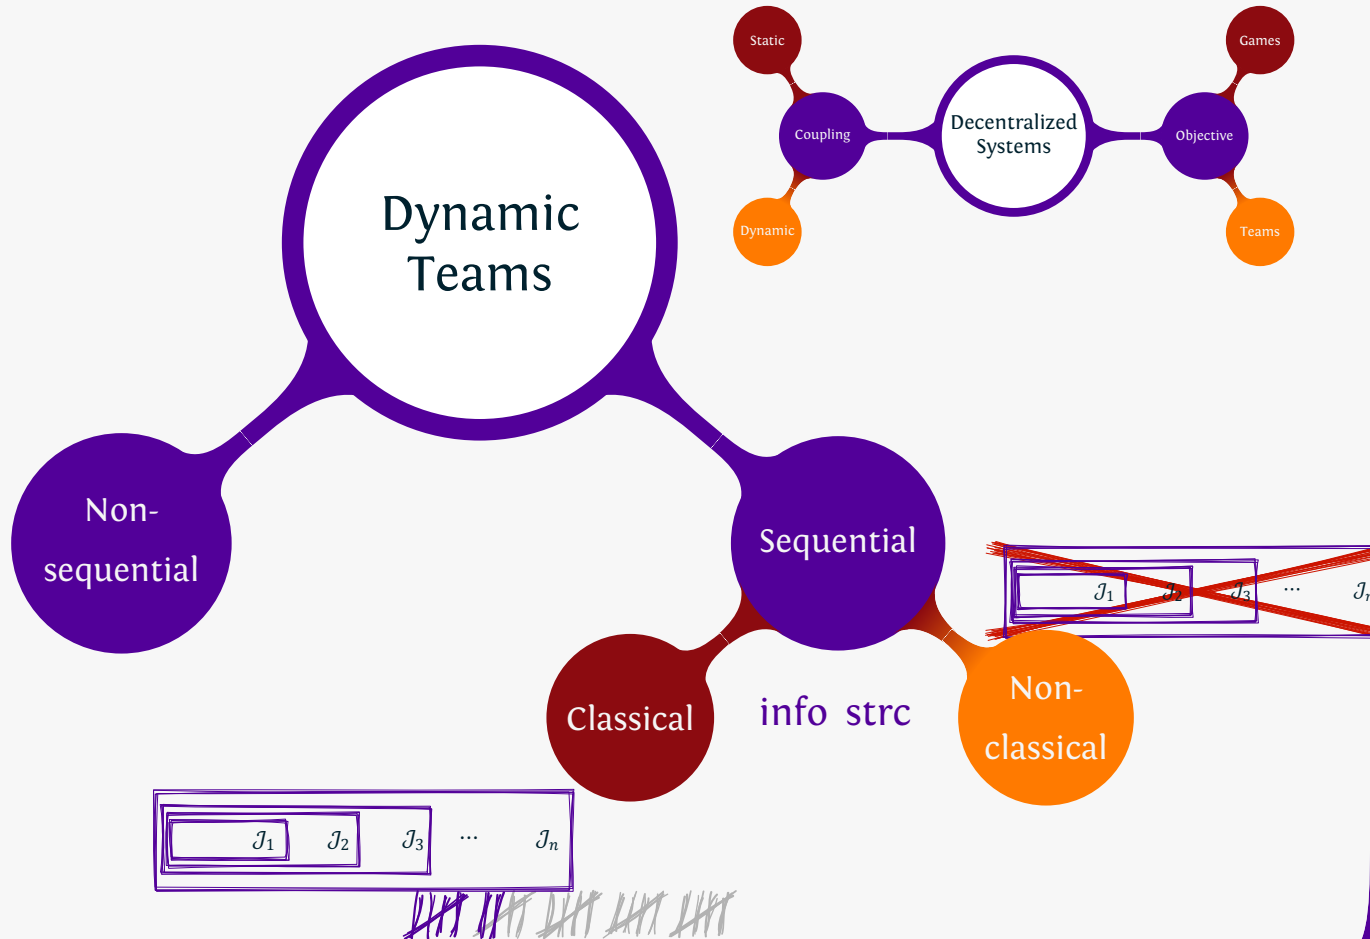 Static
Games
Coupling
Decentralized
Systems
Objective
Dynamic
Teams
Dynamic
Teams
Non-
sequential
Sequential
𝒥1 𝒥2 𝒥3 ⋯
Classical
info strc
Non-
classical
𝒥1 𝒥2 𝒥3 ⋯ 𝒥n